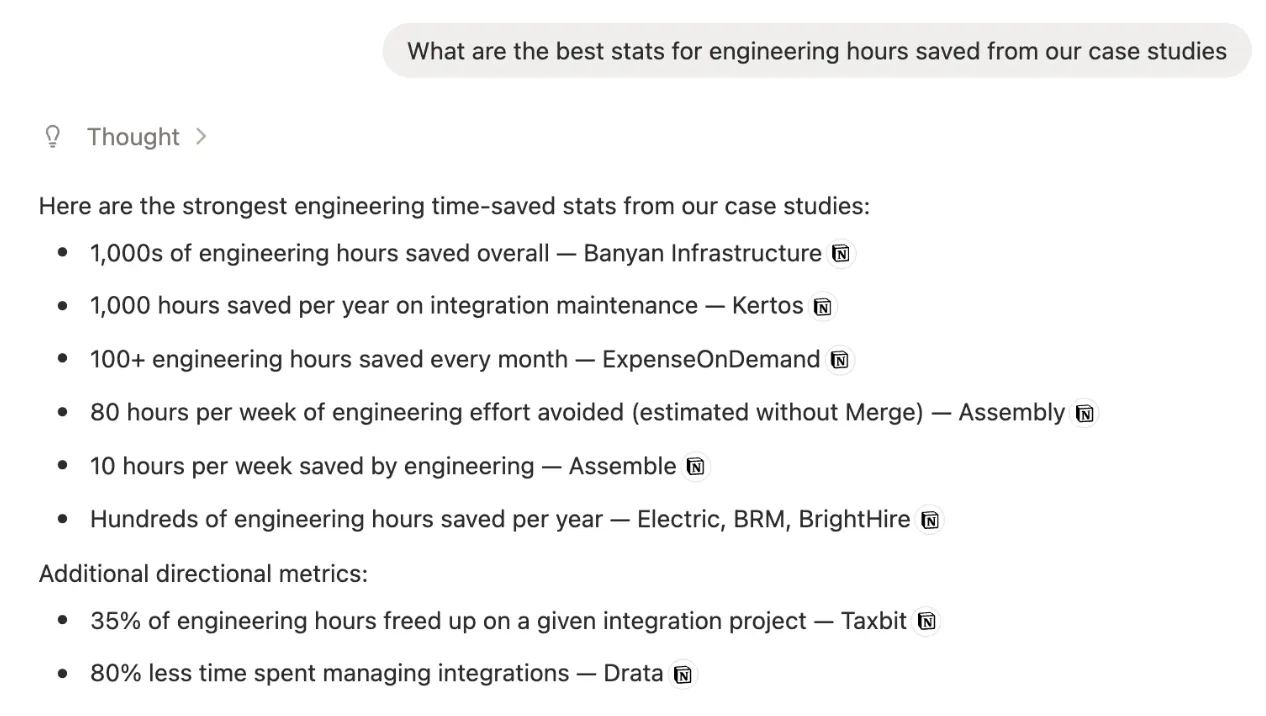 What are the best stats for engineering hours saved from our case studies
Thought
Here are the strongest engineering time-saved stats from our case studies:
• 1,000s of engineering hours saved overall — Banyan Infrastructure
• 1,000 hours saved per year on integration maintenance — Kertos
• 100+ engineering hours saved every month — ExpenseOnDemand
• 80 hours per week of engineering effort avoided (estimated without Merge) — Assembly
• 10 hours per week saved by engineering — Assemble
• Hundreds of engineering hours saved per year — Electric, BRM, BrightHire
Additional directional metrics:
• 35% of engineering hours freed up on a given integration project — Taxbit
• 80% less time spent managing integrations — Drata